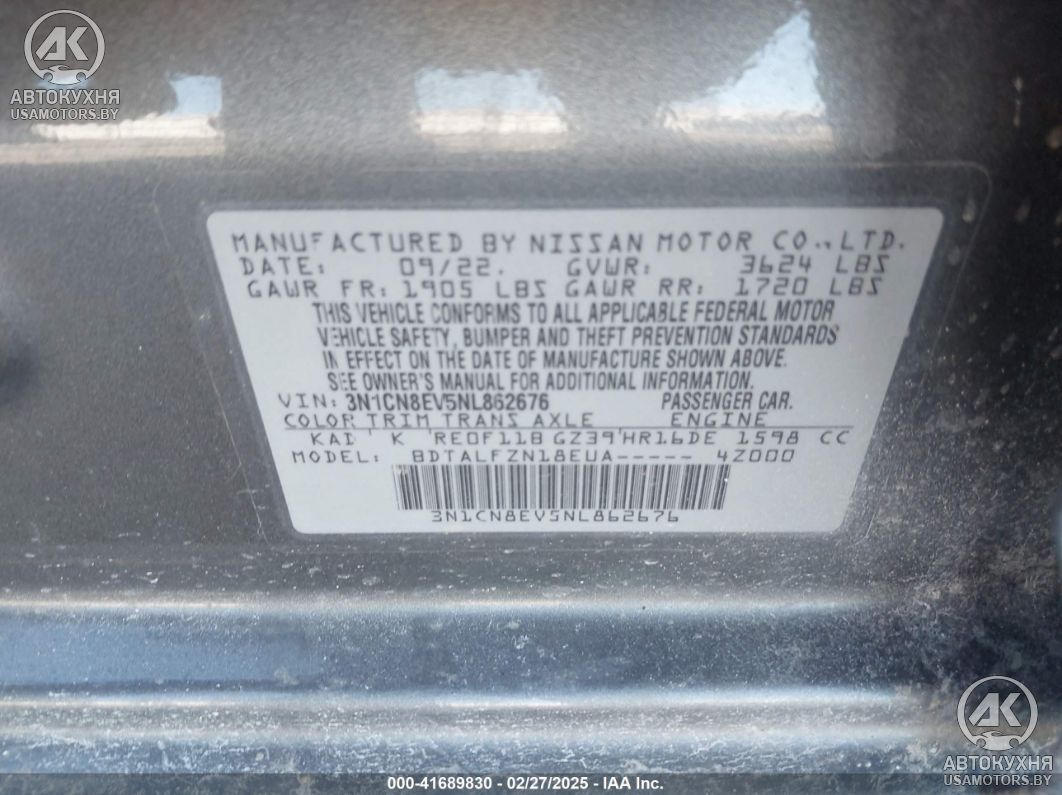 АК
АВТОКУХНЯ
USAMOTORS.BY
MANUFACTURED BY NISSAN MOTOR CO., LTD.
DATE: 09/22. GVWR: 3624 LBS
GAWR FR: 1905 LBS GAWR RR: 1720 LBS
THIS VEHICLE CONFORMS TO ALL APPLICABLE FEDERAL MOTOR
VEHICLE SAFETY, BUMPER AND THEFT PREVENTION STANDARDS
IN EFFECT ON THE DATE OF MANUFACTURE SHOWN ABOVE.
SEE OWNER'S MANUAL FOR ADDITIONAL INFORMATION.
VIN: 3N1CN8EV5NL862676 PASSENGER CAR.
COLOR TRIM TRANS AXLE ENGINE
KAD ' K 'RE0F11B GZ39'HR16DE 1598 CC
MODEL: BDTALFZN18EUA----- 4Z000
3N1CN8EV5NL862676
АК
АВТОКУХНЯ
USAMOTORS.BY
000-41689830 - 02/27/2025 - IAA Inc.